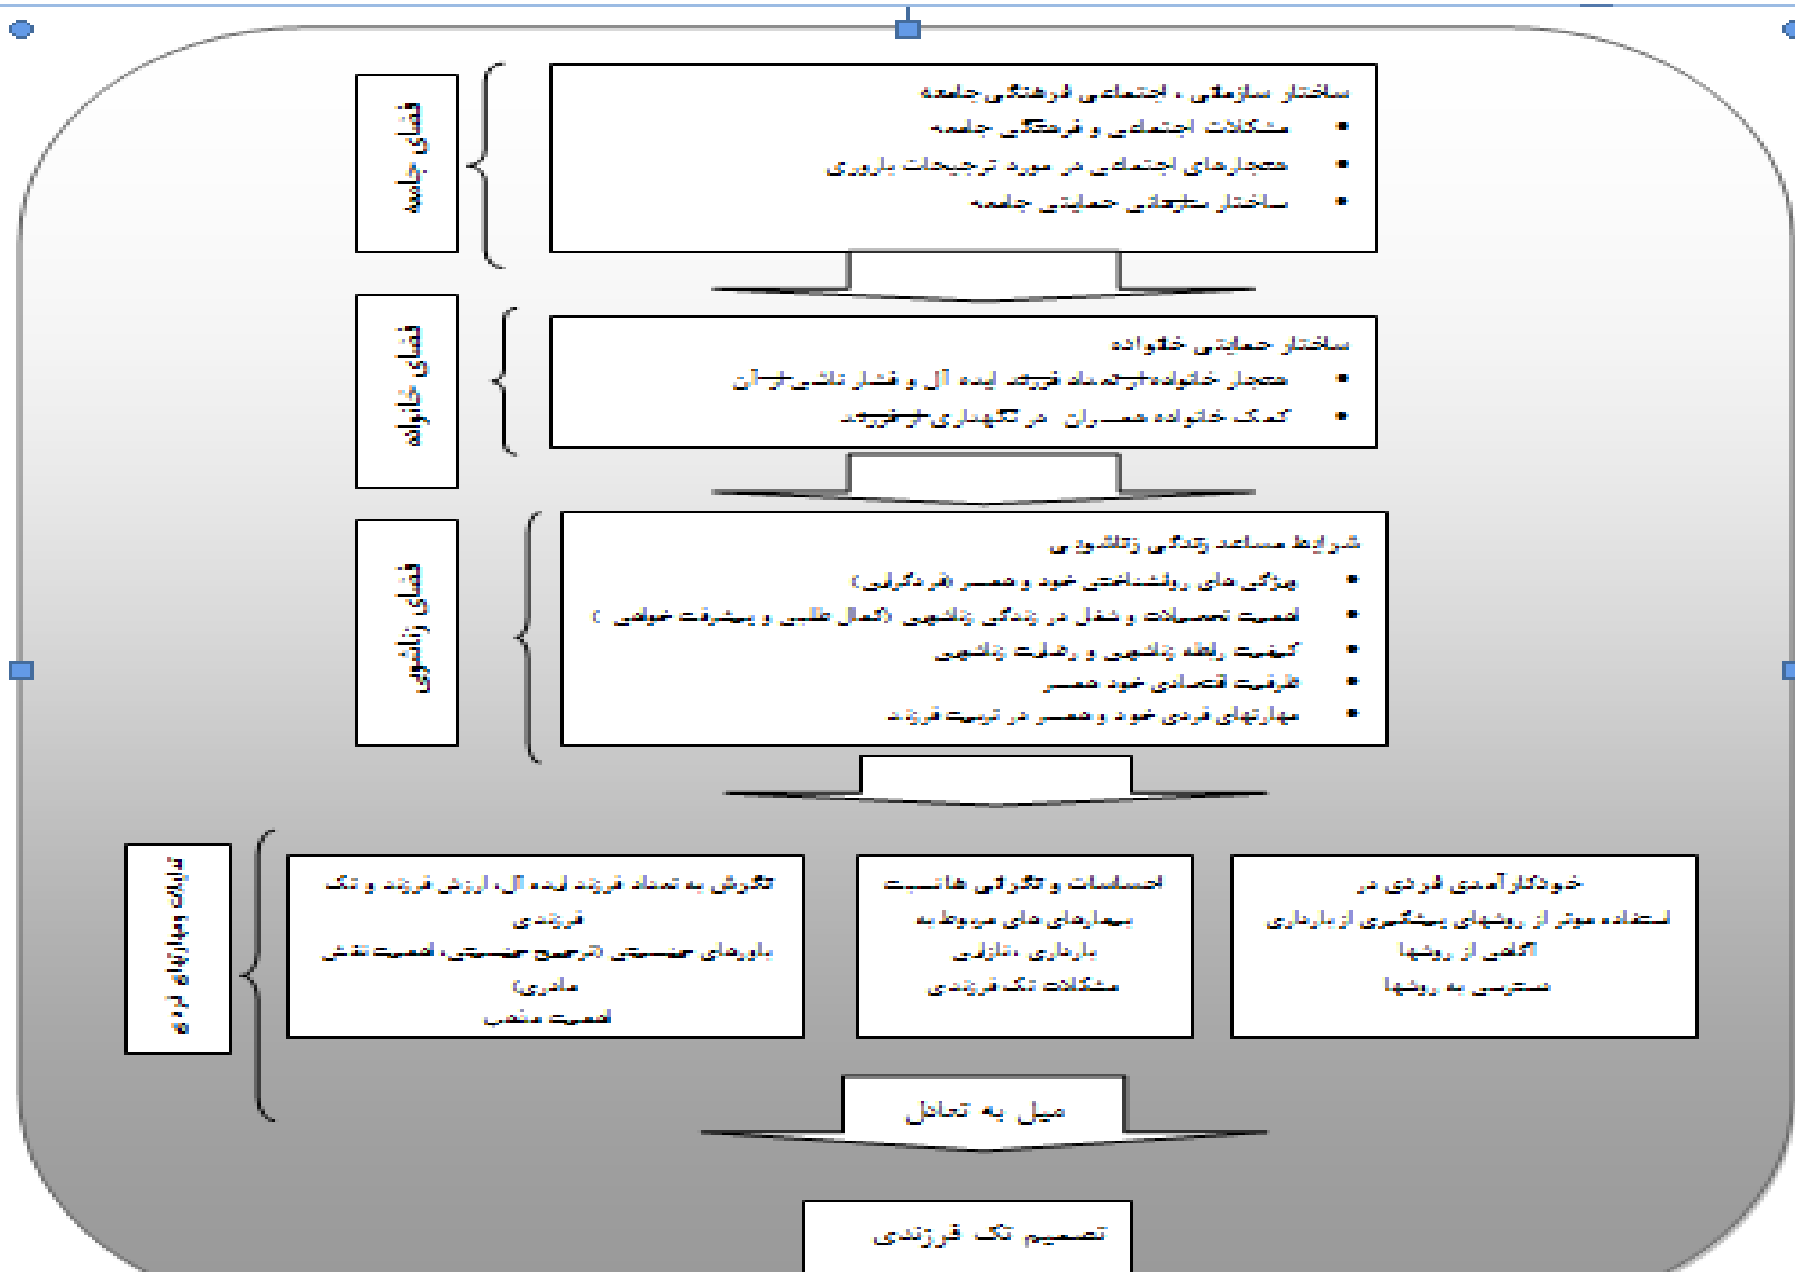 فضای جامعه
ساختار سازمانی ، اجتماعی فرهنگی جامعه
• مشکلات اجتماعی و فرهنگی جامعه
• هنجارهای اجتماعی در مورد ترجیحات باروری
• ساختار سازمانی حمایتی جامعه
فضای خانواده
ساختار حمایتی خانواده
• هنجار خانواده از تعداد فرزند ایده آل و فشار ناشی از آن
• کمک خانواده همسران در نگهداری از فرزند
فضای زناشویی
شرایط مساعد زندگی زناشویی
• ویژگی های روانشناختی خود و همسر (فردگرایی)
• اهمیت تحصیلات و شغل در زندگی زناشویی (کمال طلبی و پیشرفت خواهی )
• کیفیت رابطه زناشویی و رضایت زناشویی
• ظرفیت اقتصادی خود همسر
• مهارتهای فردی خود و همسر در تربیت فرزند
تمایلات ومهارتهای فردی
خودکارآمدی فردی در
استفاده موثر از روشهای پیشگیری از بارداری
آگاهی از روشها
دسترسی به روشها
احساسات و نگرانی ها نسبت
بیماریهای های مربوط به
بارداری ، نازایی
مشکلات تک فرزندی
نگرش به تعداد فرزند ایده آل، ارزش فرزند و تک
فرزندی
باورهای جنسیتی (ترجیح جنسیتی، اهمیت نقش
مادری)
اهمیت مذهب
میل به تعادل
تصمیم تک فرزندی